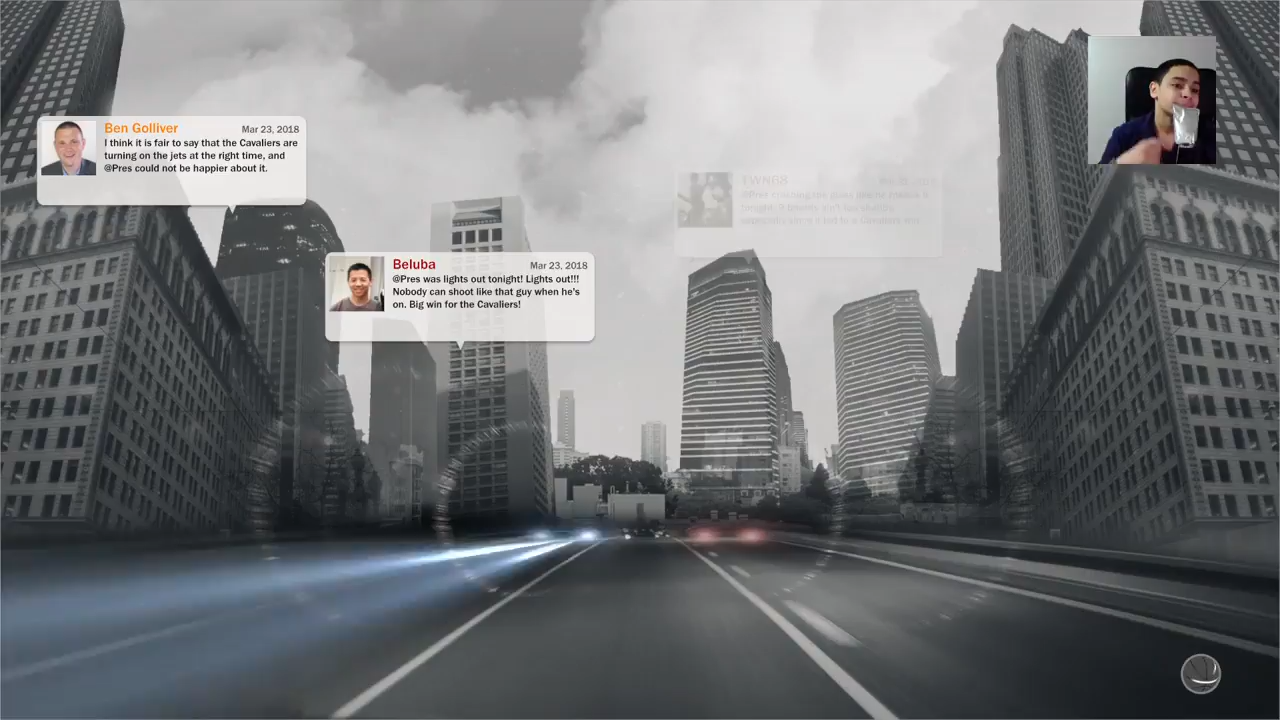 Ben Golliver
Mar 23, 2018
I think it is fair to say that the Cavaliers are
turning on the jets at the right time, and
@Pres could not be happier about it.
Beluba
Mar 23, 2018
@Pres was lights out tonight! Lights out!!!
Nobody can shoot like that guy when he's
on. Big win for the Cavaliers!